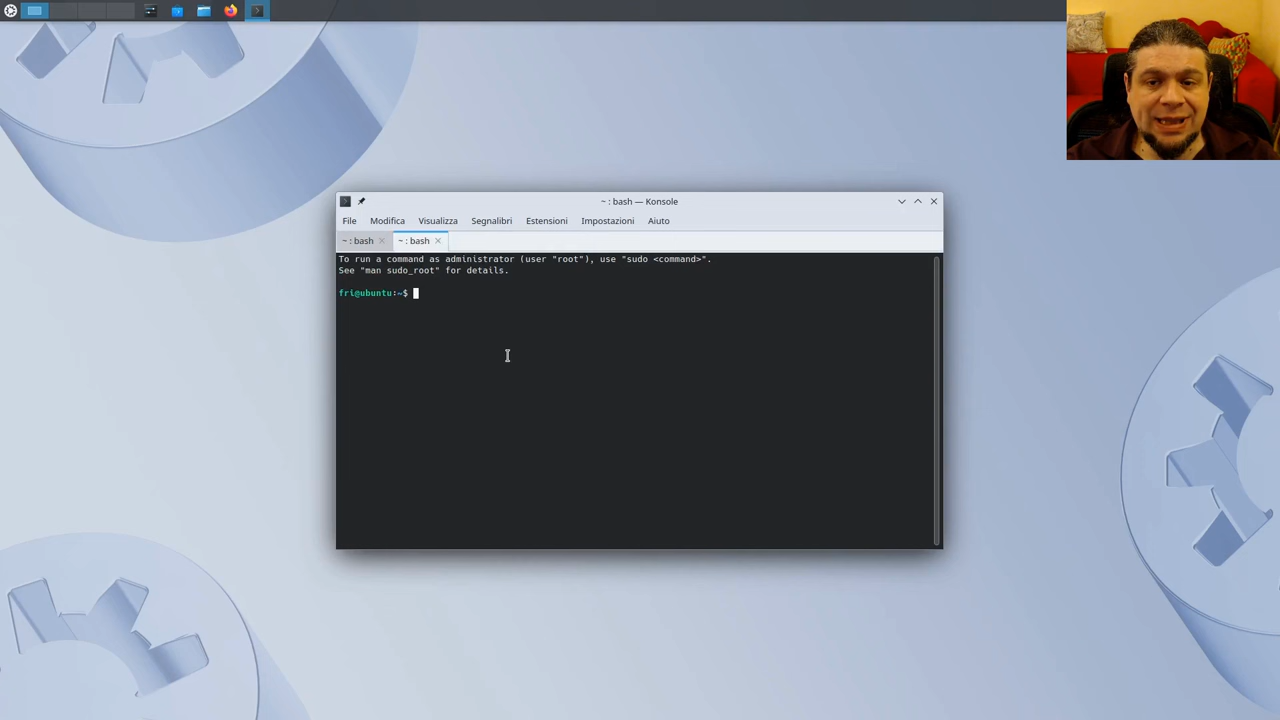 ~ : bash — Konsole
File Modifica Visualizza Segnalibri Estensioni Impostazioni Aiuto
~ : bash ~ : bash
To run a command as administrator (user "root"), use "sudo <command>".
See "man sudo_root" for details.
fri@ubuntu:~$